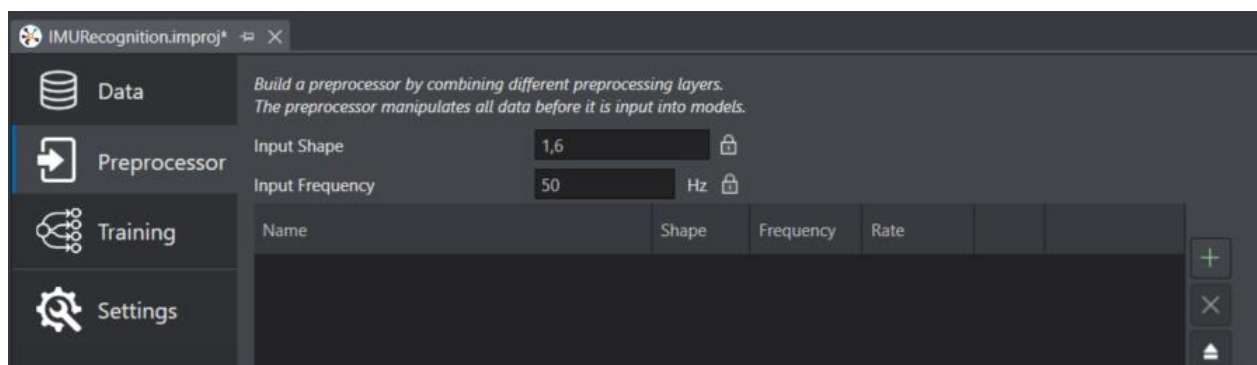 IMURecognition.improj*
Data
Build a preprocessor by combining different preprocessing layers.
The preprocessor manipulates all data before it is input into models.
Preprocessor
Input Shape 1,6
Input Frequency 50 Hz
Training
Name Shape Frequency Rate
Settings